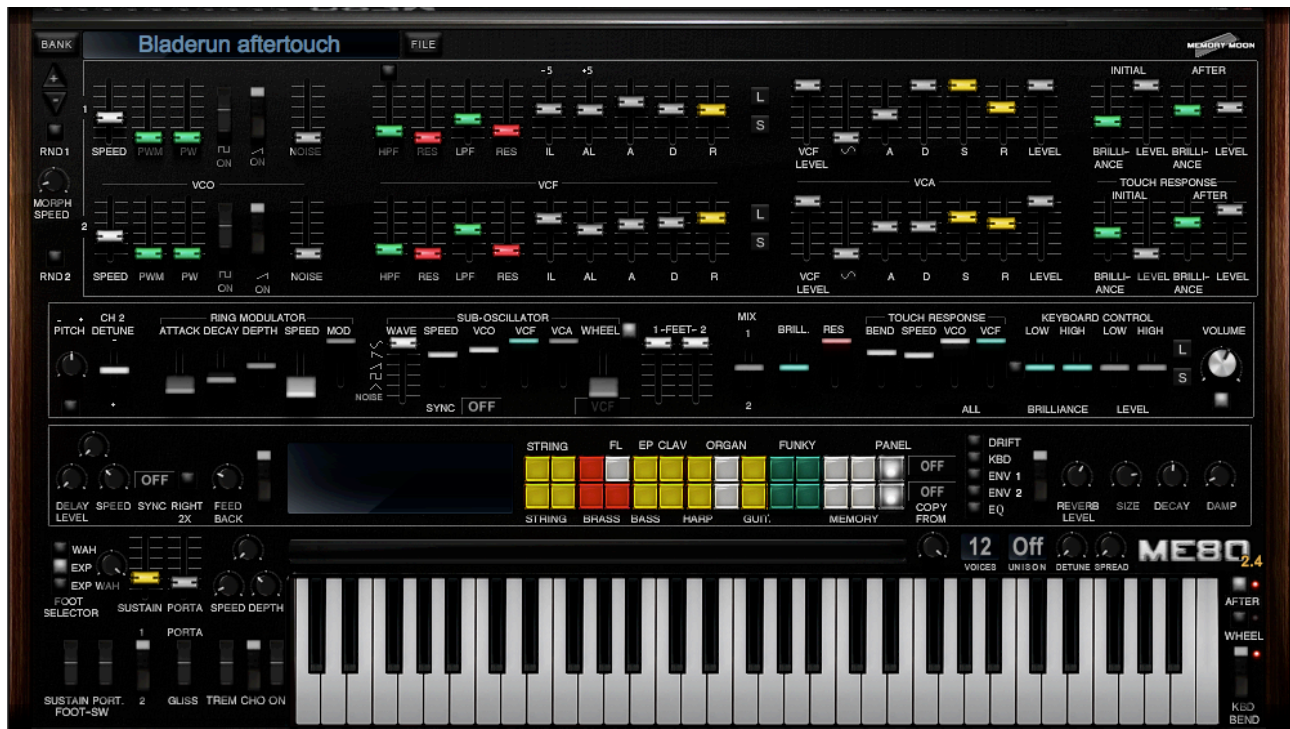 BANK Bladerun aftertouch FILE MEMORY MOON
-5 +5 INITIAL AFTER
+
-
1
L
S
RND1 SPEED PWM PW ON ON NOISE HPF RES LPF RES IL AL A D R VCF LEVEL A D S R LEVEL BRILLI-ANCE LEVEL BRILLI-ANCE LEVEL
MORPH SPEED
VCO VCF VCA TOUCH RESPONSE
INITIAL AFTER
2
L
S
RND2 SPEED PWM PW ON ON NOISE HPF RES LPF RES IL AL A D R VCF LEVEL A D S R LEVEL BRILLI-ANCE LEVEL BRILLI-ANCE LEVEL
- + CH 2 RING MODULATOR SUB-OSCILLATOR MIX TOUCH RESPONSE KEYBOARD CONTROL
PITCH DETUNE ATTACK DECAY DEPTH SPEED MOD WAVE SPEED VCO VCF VCA WHEEL 1-FEET-2 1 BRILL. RES BEND SPEED VCO VCF LOW HIGH LOW HIGH VOLUME
-
L
S
NOISE
+ SYNC OFF VCF 2 ALL BRILLIANCE LEVEL
STRING FL EP CLAV ORGAN FUNKY PANEL
DRIFT
KBD
OFF
ENV 1
OFF
ENV 2
OFF
EQ
DELAY LEVEL SPEED SYNC RIGHT 2X FEED BACK
STRING BRASS BASS HARP GUIT. MEMORY COPY FROM
REVERB LEVEL SIZE DECAY DAMP
WAH
EXP
EXP WAH
FOOT SELECTOR SUSTAIN PORTA SPEED DEPTH
12 Off ME80 2.4
VOICES UNISON DETUNE SPREAD
AFTER
WHEEL
1 PORTA
SUSTAIN PORT. 2 GLISS TREM CHO ON
FOOT-SW
KBD BEND